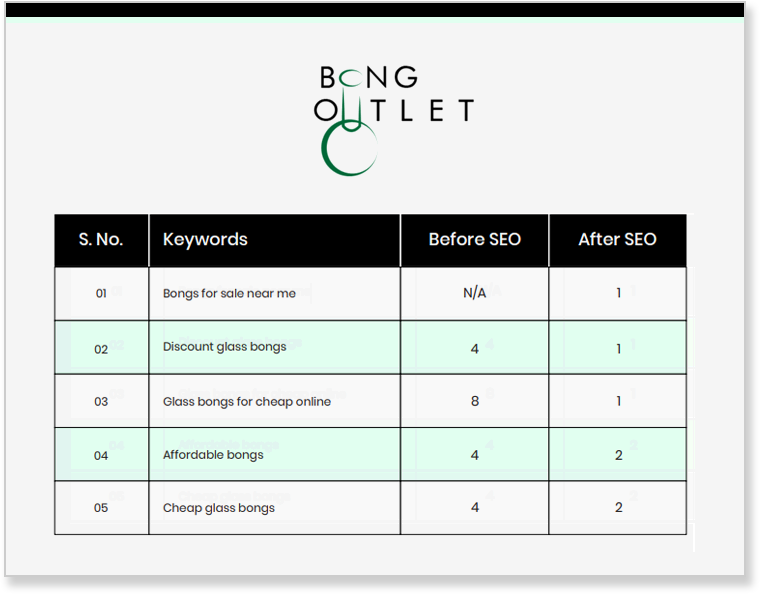 BONG
OUTLET
S. No. Keywords Before SEO After SEO
01 Bongs for sale near me N/A 1
02 Discount glass bongs 4 1
03 Glass bongs for cheap online 8 1
04 Affordable bongs 4 2
05 Cheap glass bongs 4 2